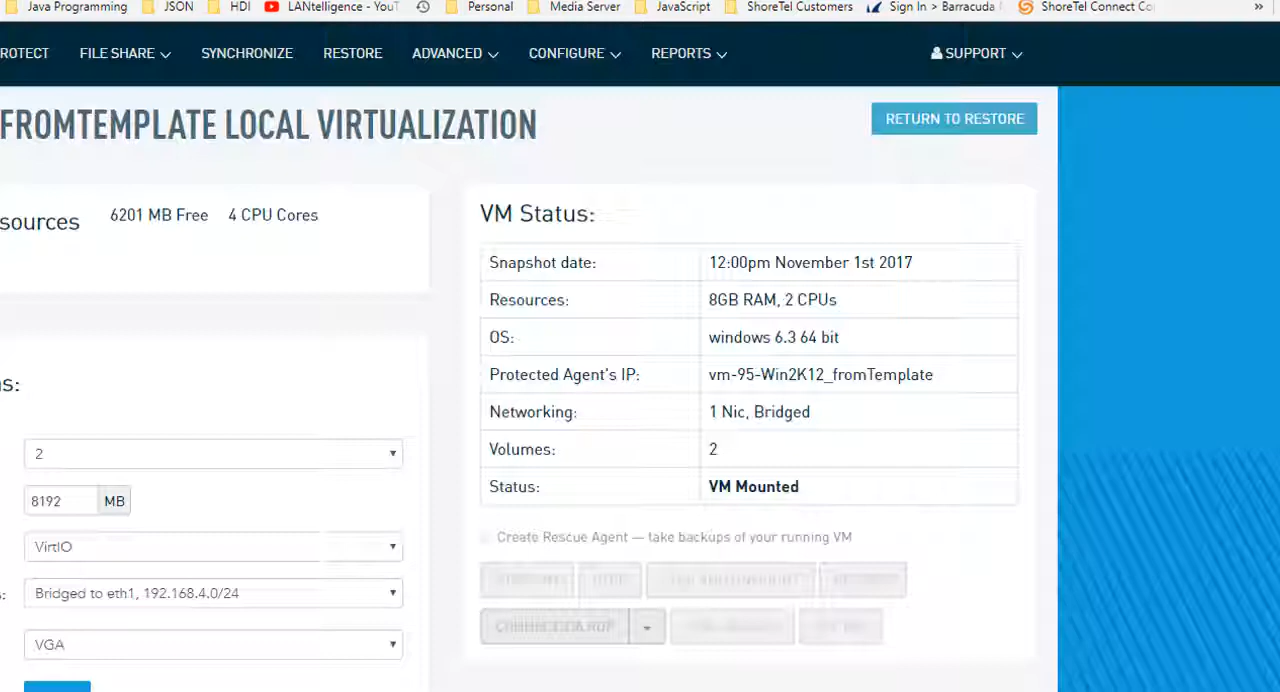 Java Programming JSON HDI LANtelligence - YouT Personal Media Server JavaScript ShoreTel Customers Sign In > Barracuda ShoreTel Connect Co »
ROTECT FILE SHARE SYNCHRONIZE RESTORE ADVANCED CONFIGURE REPORTS SUPPORT
FROMTEMPLATE LOCAL VIRTUALIZATION
RETURN TO RESTORE
sources 6201 MB Free 4 CPU Cores
s:
2
8192 MB
VirtIO
s: Bridged to eth1, 192.168.4.0/24
VGA
VM Status:
Snapshot date: 12:00pm November 1st 2017
Resources: 8GB RAM, 2 CPUs
OS: windows 6.3 64 bit
Protected Agent's IP: vm-95-Win2K12_fromTemplate
Networking: 1 Nic, Bridged
Volumes: 2
Status: VM Mounted
Create Rescue Agent — take backups of your running VM